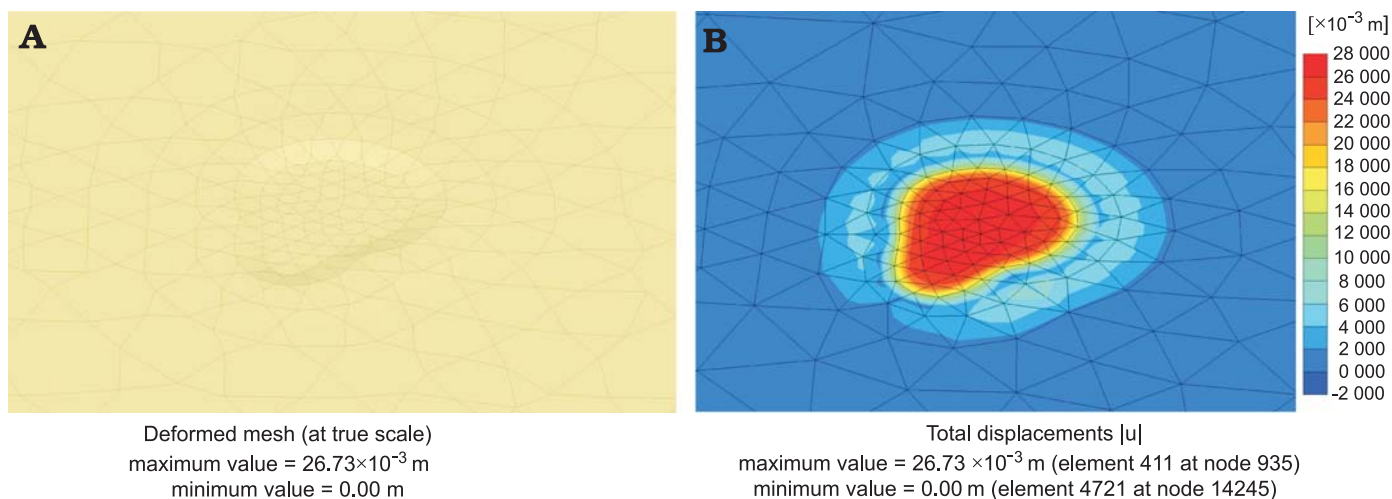 A
Deformed mesh (at true scale)
maximum value = 26.73×10⁻³ m
minimum value = 0.00 m
B
[×10⁻³ m]
28 000
26 000
24 000
22 000
20 000
18 000
16 000
14 000
12 000
10 000
8 000
6 000
4 000
2 000
0 000
-2 000
Total displacements |u|
maximum value = 26.73 ×10⁻³ m (element 411 at node 935)
minimum value = 0.00 m (element 4721 at node 14245)